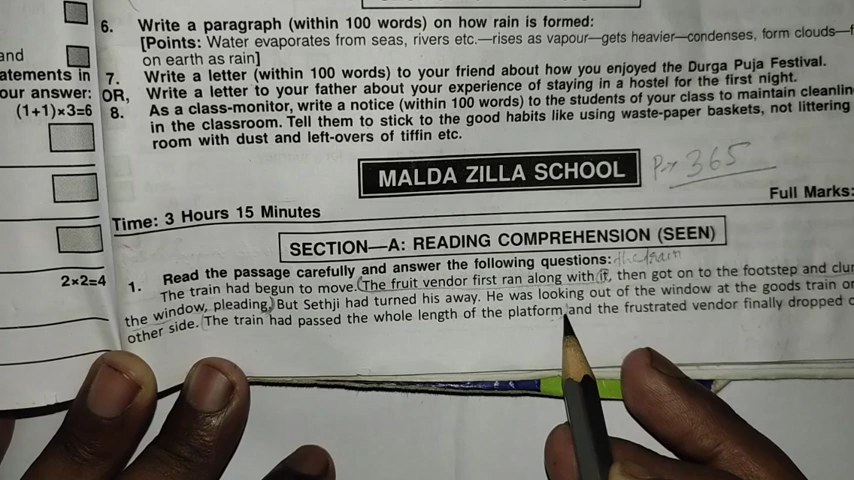 6. Write a paragraph (within 100 words) on how rain is formed:
[Points: Water evaporates from seas, rivers etc.—rises as vapour—gets heavier—condenses, form clouds—f
on earth as rain]
and
atements in
our answer:
(1+1)×3=6
7. Write a letter (within 100 words) to your friend about how you enjoyed the Durga Puja Festival.
OR, Write a letter to your father about your experience of staying in a hostel for the first night.
8. As a class-monitor, write a notice (within 100 words) to the students of your class to maintain cleanlin
in the classroom. Tell them to stick to the good habits like using waste-paper baskets, not littering
room with dust and left-overs of tiffin etc.
MALDA ZILLA SCHOOL
P→ 365
Time: 3 Hours 15 Minutes
Full Marks:
SECTION—A: READING COMPREHENSION (SEEN)
2×2=4
1. Read the passage carefully and answer the following questions:
the train
The train had begun to move. The fruit vendor first ran along with it, then got on to the footstep and clun
the window, pleading. But Sethji had turned his away. He was looking out of the window at the goods train on
other side. The train had passed the whole length of the platform and the frustrated vendor finally dropped o